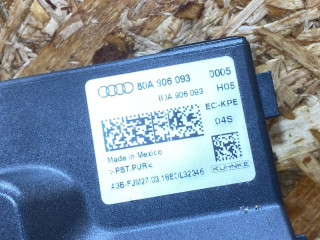 80A 906 093 0005
80A 906 093 H05
EC-KPE
04S
Made in Mexico
>PBT,PUR<
KUHNKE